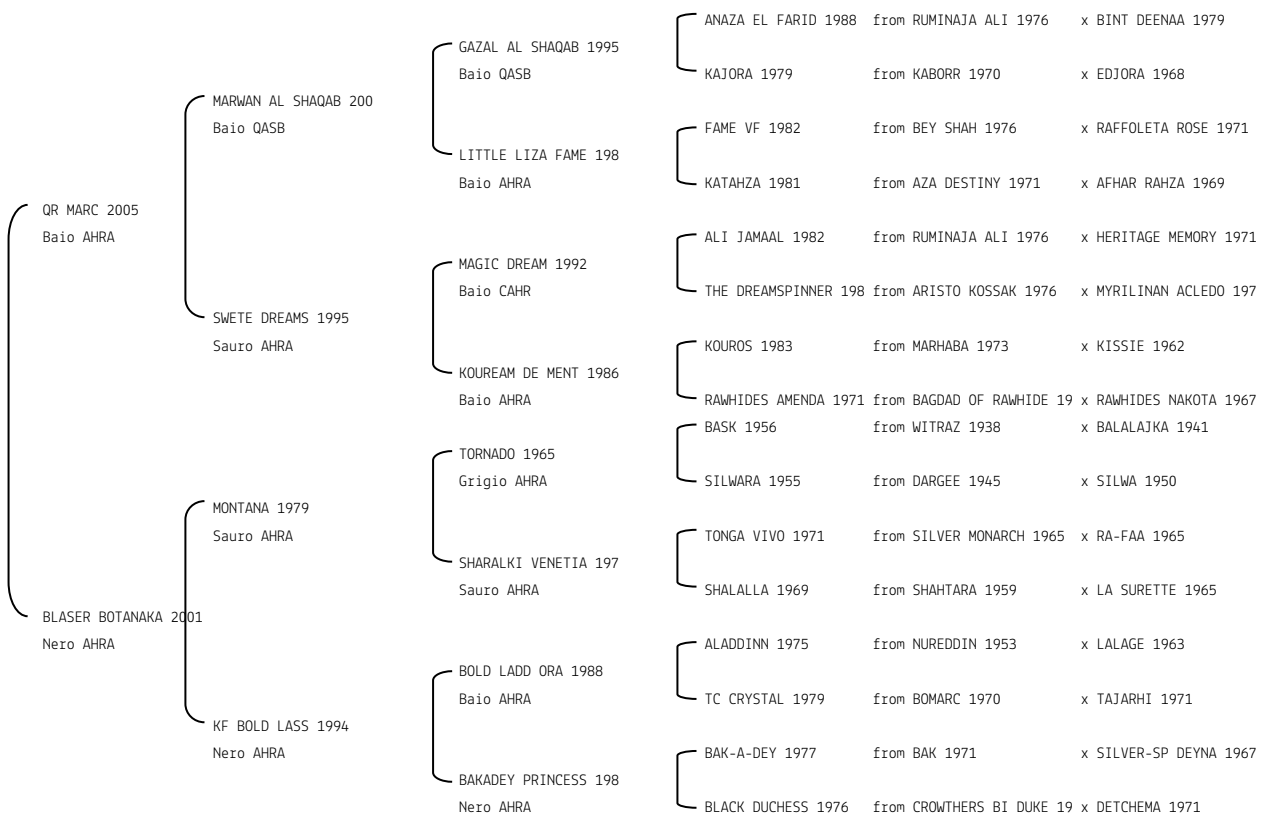 ANAZA EL FARID 1988 from RUMINAJA ALI 1976 x BINT DEENAA 1979
GAZAL AL SHAQAB 1995
Baio QASB
KAJORA 1979 from KABORR 1970 x EDJORA 1968
MARWAN AL SHAQAB 200
Baio QASB
FAME VF 1982 from BEY SHAH 1976 x RAFFOLETA ROSE 1971
LITTLE LIZA FAME 198
Baio AHRA
KATAHZA 1981 from AZA DESTINY 1971 x AFHAR RAHZA 1969
QR MARC 2005
Baio AHRA
ALI JAMAAL 1982 from RUMINAJA ALI 1976 x HERITAGE MEMORY 1971
MAGIC DREAM 1992
Baio CAHR
THE DREAMSPINNER 198 from ARISTO KOSSAK 1976 x MYRILINAN ACLEDO 197
SWETE DREAMS 1995
Sauro AHRA
KOUROS 1983 from MARHABA 1973 x KISSIE 1962
KOUREAM DE MENT 1986
Baio AHRA
RAWHIDES AMENDA 1971 from BAGDAD OF RAWHIDE 19 x RAWHIDES NAKOTA 1967
BASK 1956 from WITRAZ 1938 x BALALAJKA 1941
TORNADO 1965
Grigio AHRA
SILWARA 1955 from DARGEE 1945 x SILWA 1950
MONTANA 1979
Sauro AHRA
TONGA VIVO 1971 from SILVER MONARCH 1965 x RA-FAA 1965
SHARALKI VENETIA 197
Sauro AHRA
SHALALLA 1969 from SHAHTARA 1959 x LA SURETTE 1965
BLASER BOTANAKA 2001
Nero AHRA
ALADDINN 1975 from NUREDDIN 1953 x LALAGE 1963
BOLD LADD ORA 1988
Baio AHRA
TC CRYSTAL 1979 from BOMARC 1970 x TAJARHI 1971
KF BOLD LASS 1994
Nero AHRA
BAK-A-DEY 1977 from BAK 1971 x SILVER-SP DEYNA 1967
BAKADEY PRINCESS 198
Nero AHRA
BLACK DUCHESS 1976 from CROWTHERS BI DUKE 19 x DETCHEMA 1971